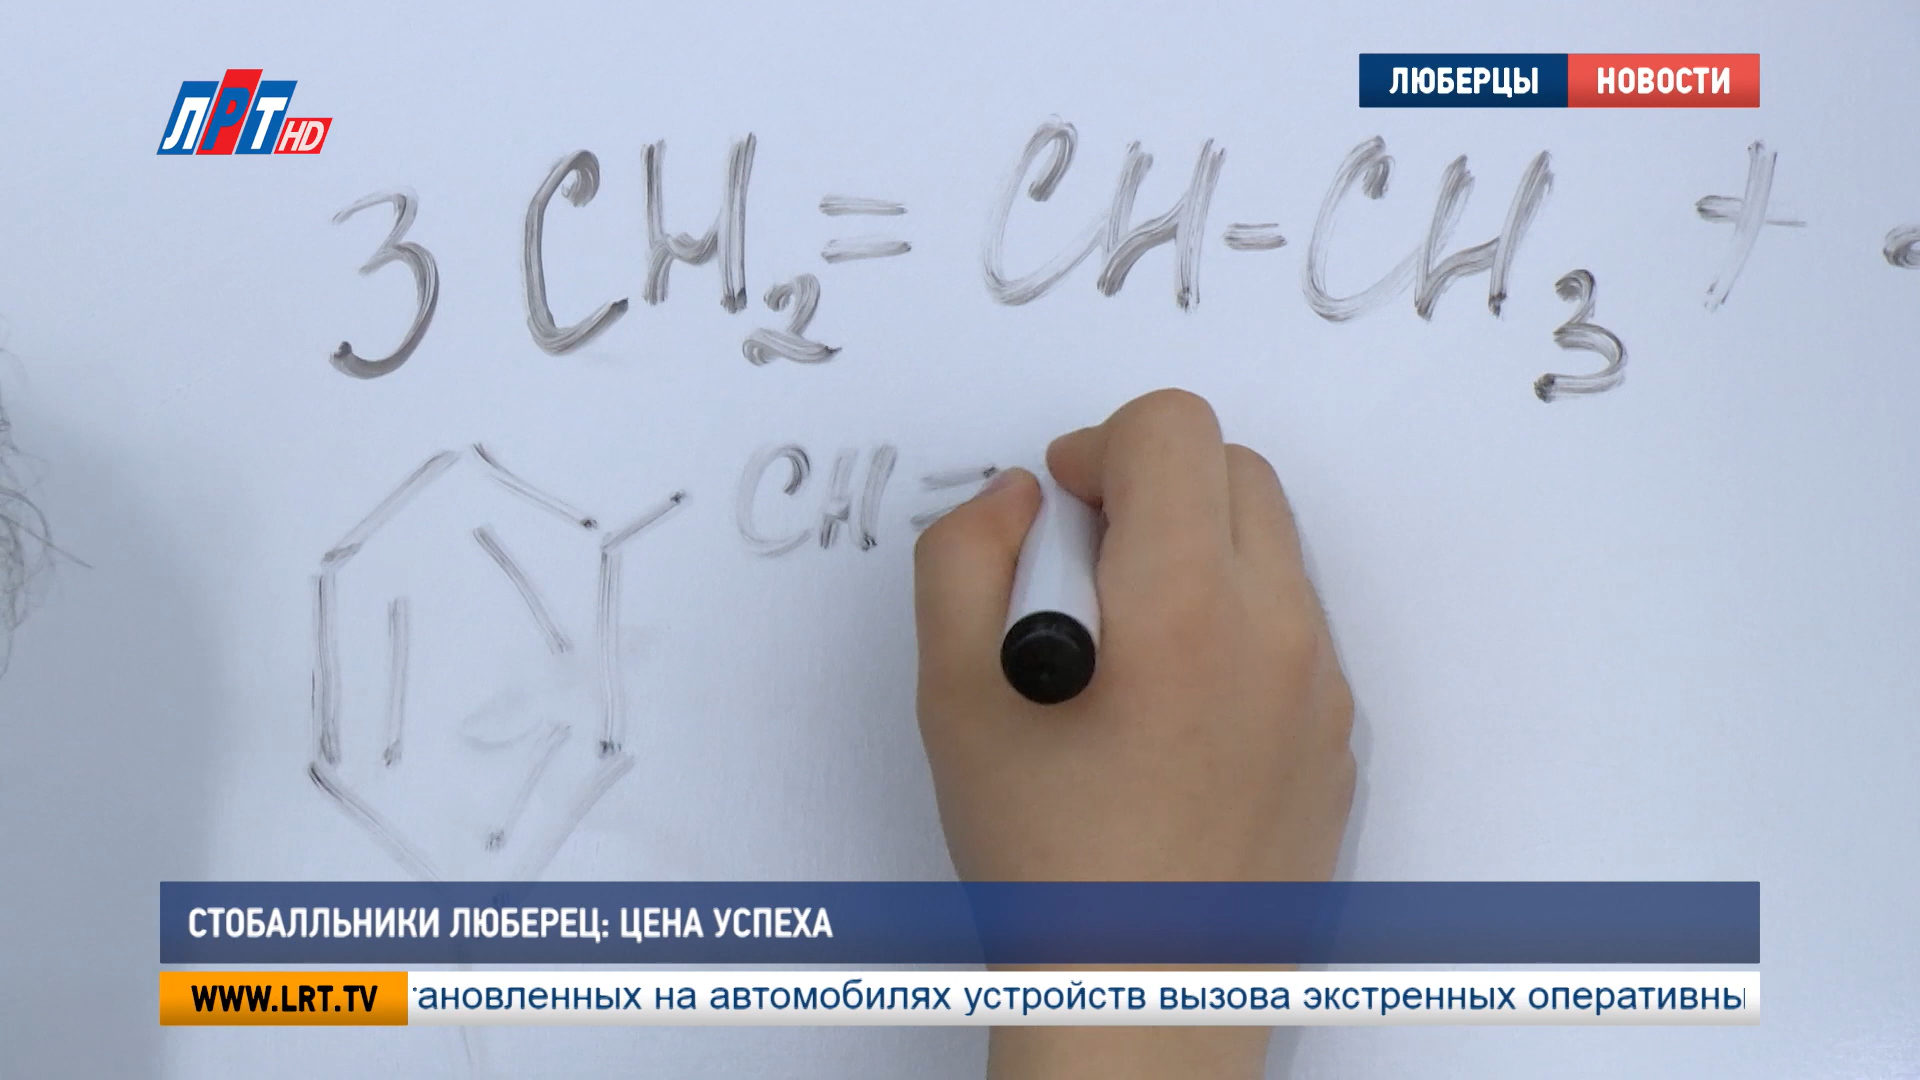 ЛРТ HD
ЛЮБЕРЦЫ НОВОСТИ
3 CH2 = CH - CH3 +
CH =
СТОБАЛЛЬНИКИ ЛЮБЕРЕЦ: ЦЕНА УСПЕХА
WWW.LRT.TV тановленных на автомобилях устройств вызова экстренных оперативны